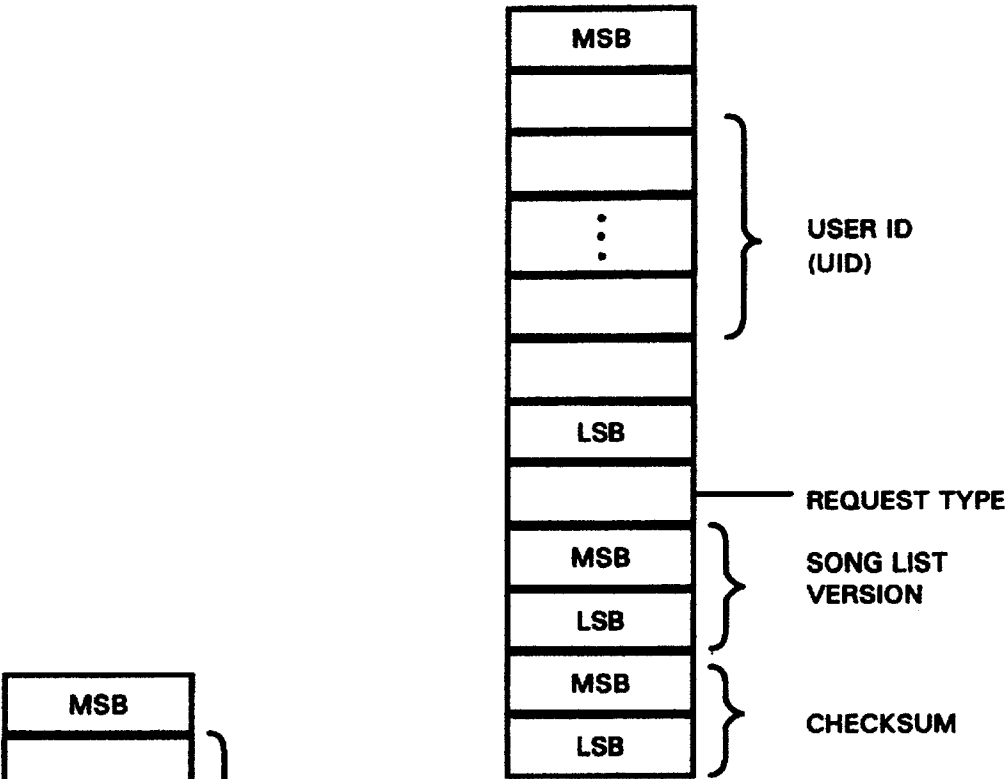 MSB
USER ID
(UID)
LSB
REQUEST TYPE
MSB
SONG LIST
VERSION
LSB
MSB
CHECKSUM
LSB
MSB